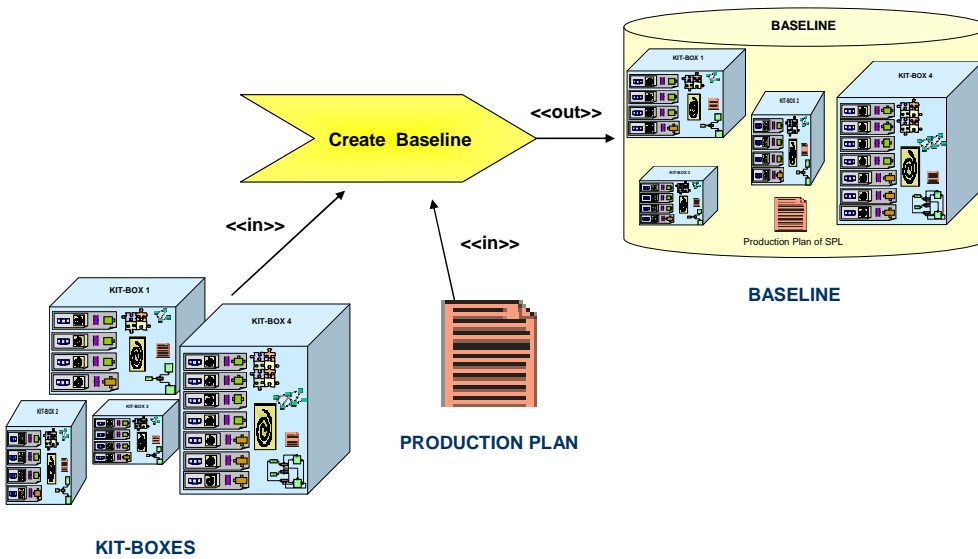 BASELINE
KIT-BOX 1
KIT-BOX 4
KIT-BOX 2
KIT-BOX 3
Production Plan of SPL
BASELINE
<<out>>
Create Baseline
<<in>>
<<in>>
KIT-BOX 1
KIT-BOX 4
KIT-BOX 2
KIT-BOX 3
PRODUCTION PLAN
KIT-BOXES